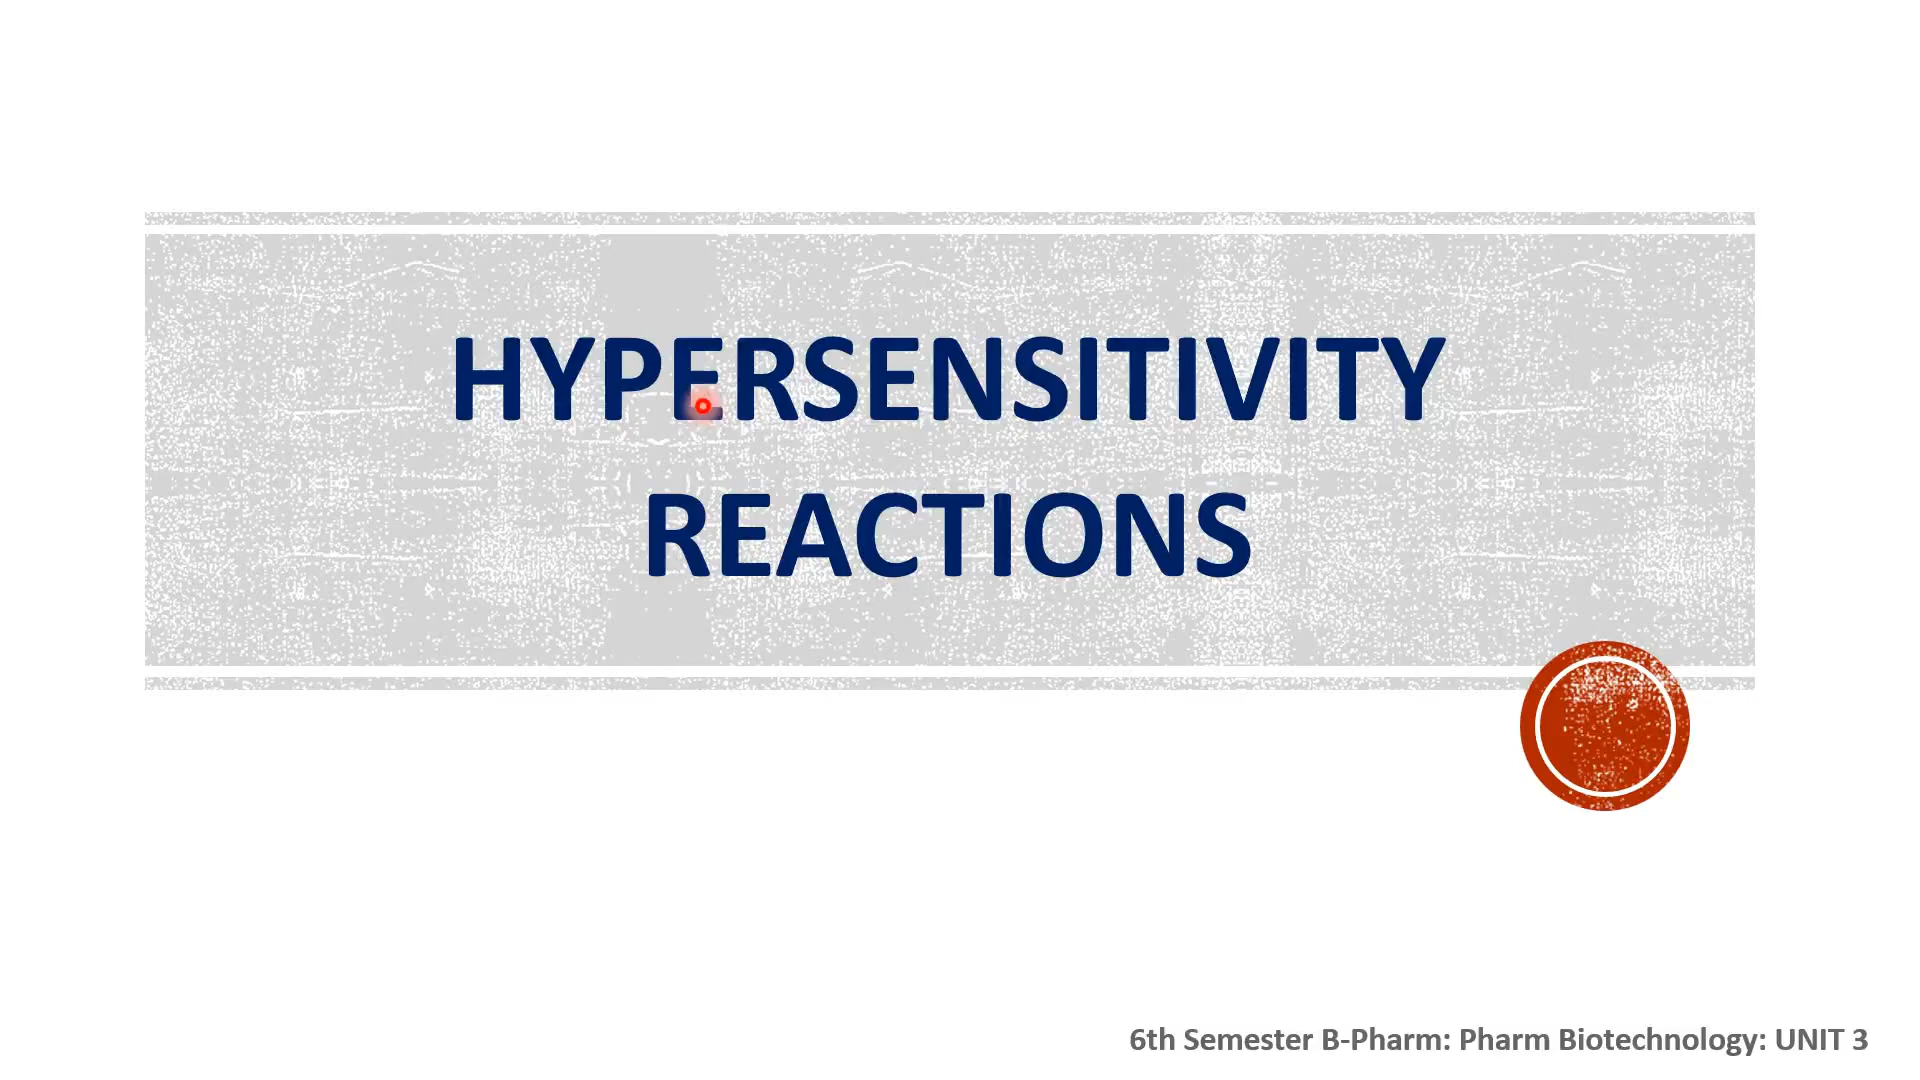 HYPERSENSITIVITY
REACTIONS
6th Semester B-Pharm: Pharm Biotechnology: UNIT 3